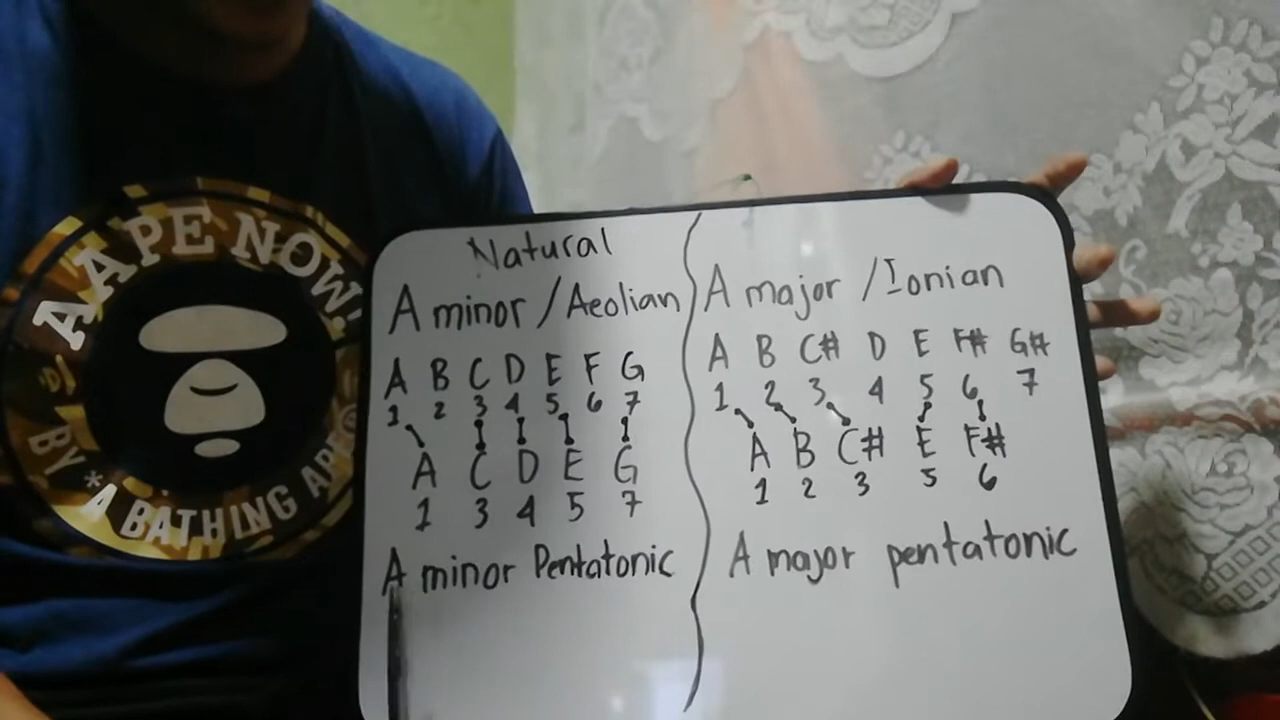 AAPE NOW!
BY *A BATHING APE®
Natural
A minor / Aeolian
A B C D E F G
1 2 3 4 5 6 7
A C D E G
1 3 4 5 7
A minor Pentatonic
A major / Ionian
A B C# D E F# G#
1 2 3 4 5 6 7
A B C# E F#
1 2 3 5 6
A major pentatonic